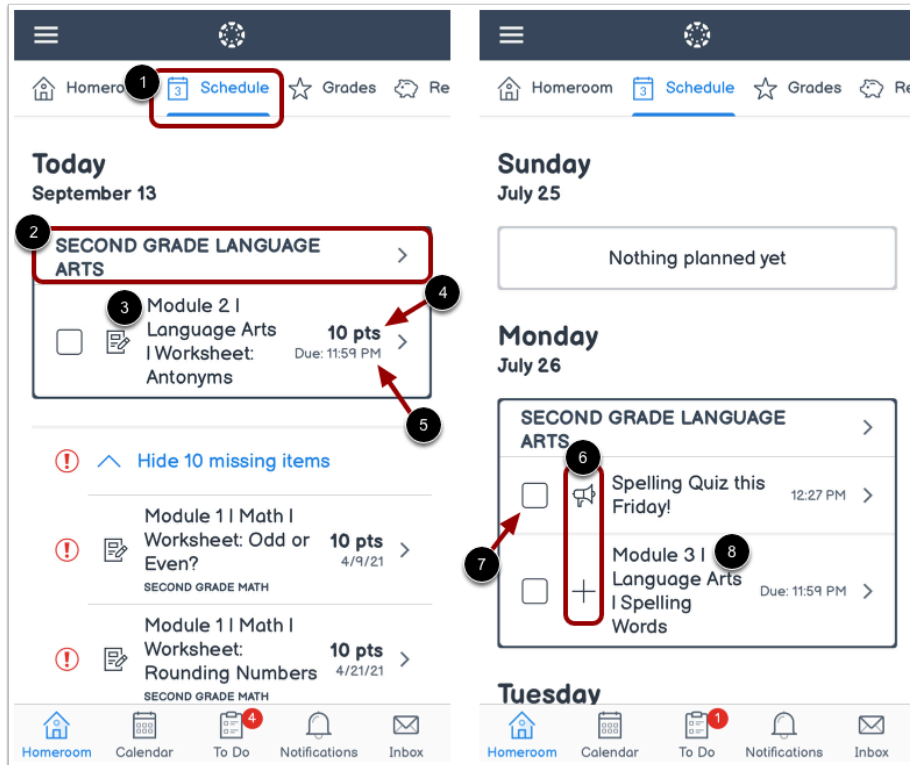 Homero
1
3
Schedule
Grades
Re
Today
September 13
2
SECOND GRADE LANGUAGE
ARTS
3
4
Module 2 |
Language Arts
| Worksheet:
Antonyms
10 pts
Due: 11:59 PM
5
Hide 10 missing items
Module 1 | Math |
Worksheet: Odd or
Even?
10 pts
4/9/21
SECOND GRADE MATH
Module 1 | Math |
Worksheet:
Rounding Numbers
10 pts
4/21/21
SECOND GRADE MATH
4
Homeroom
Calendar
To Do
Notifications
Inbox
Homeroom
3
Schedule
Grades
Re
Sunday
July 25
Nothing planned yet
Monday
July 26
SECOND GRADE LANGUAGE
ARTS
6
Spelling Quiz this
Friday!
12:27 PM
7
8
Module 3 |
Language Arts
| Spelling
Words
Due: 11:59 PM
Tuesday
1
Homeroom
Calendar
To Do
Notifications
Inbox